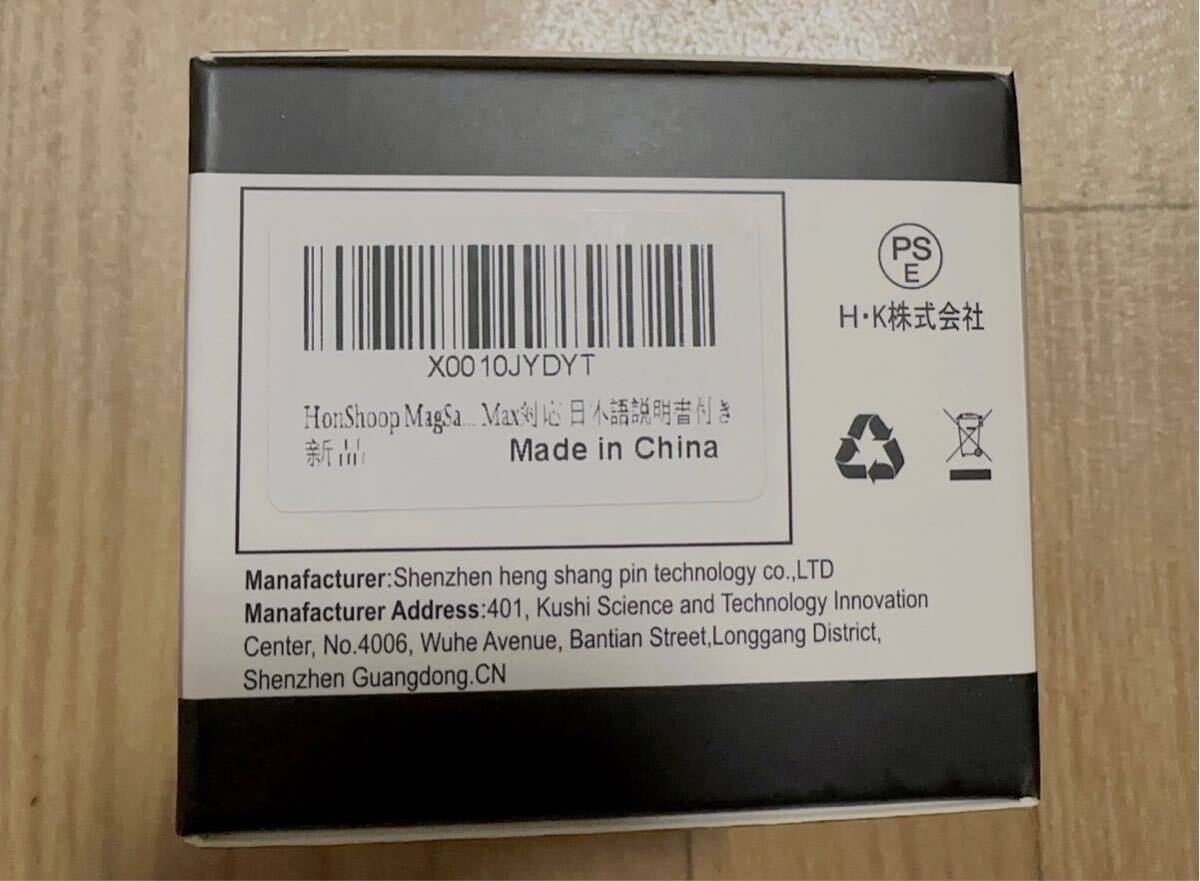 X0010JYDYT
HonShoop MagSa... Max対応 日本語説明書付き
新品
Made in China
PS
E
H・K株式会社
Manafacturer:Shenzhen heng shang pin technology co.,LTD
Manafacturer Address:401, Kushi Science and Technology Innovation
Center, No.4006, Wuhe Avenue, Bantian Street,Longgang District,
Shenzhen Guangdong.CN